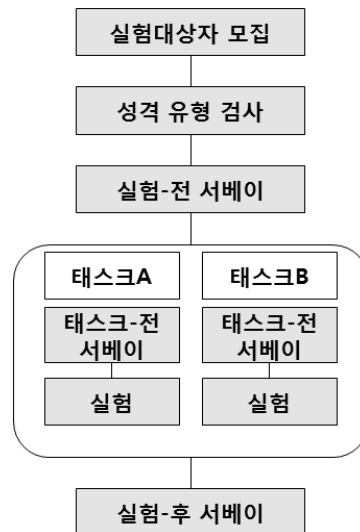 실험대상자 모집
성격 유형 검사
실험-전 서베이
태스크A
태스크B
태스크-전
서베이
태스크-전
서베이
실험
실험
실험-후 서베이